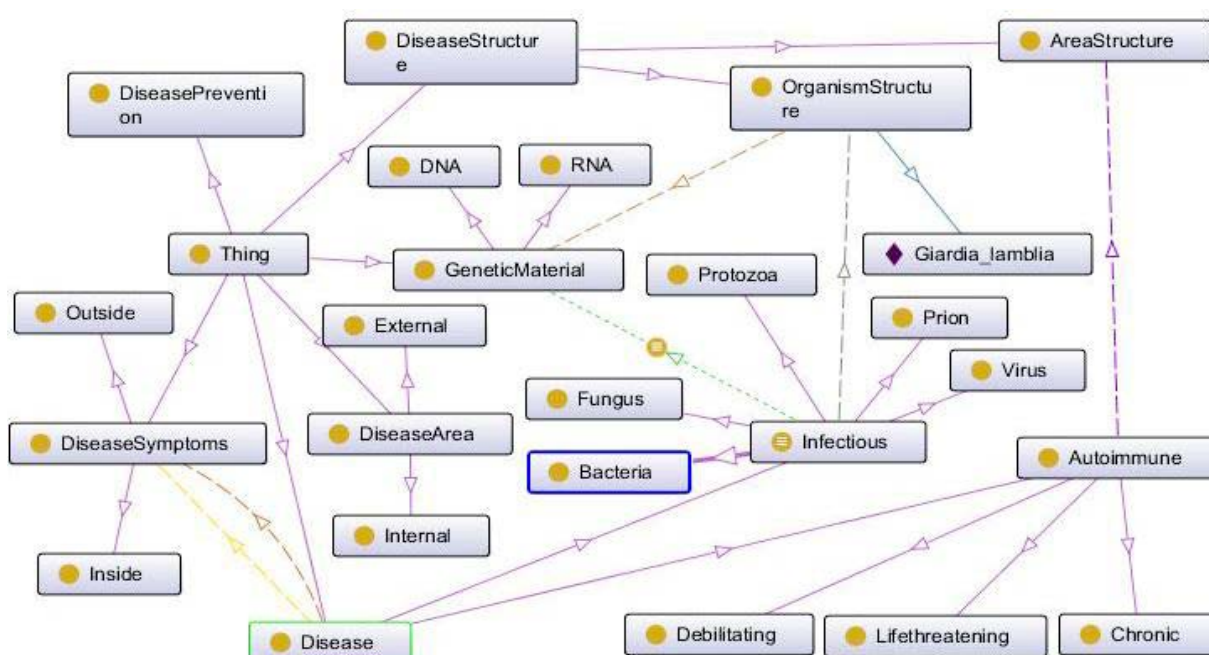 DiseaseStructur
e
AreaStructure
DiseasePreventi
on
OrganismStructu
re
DNA
RNA
Thing
GeneticMaterial
Protozoa
Giardia_lamblia
Outside
External
Prion
Virus
Fungus
DiseaseSymptoms
DiseaseArea
Infectious
Autoimmune
Bacteria
Internal
Inside
Disease
Debilitating
Lifethreatening
Chronic